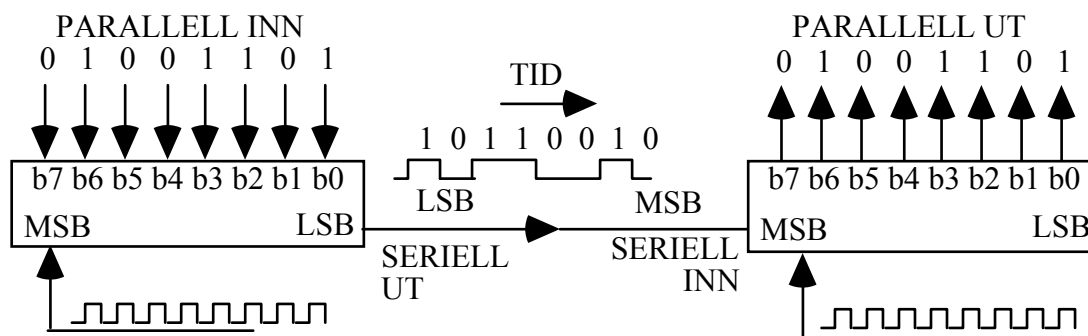 PARALLELL INN
0 1 0 0 1 1 0 1
b7 b6 b5 b4 b3 b2 b1 b0
MSB LSB
TID
1 0 1 1 0 0 1 0
LSB MSB
SERIELL
UT
SERIELL
INN
PARALLELL UT
0 1 0 0 1 1 0 1
b7 b6 b5 b4 b3 b2 b1 b0
MSB LSB